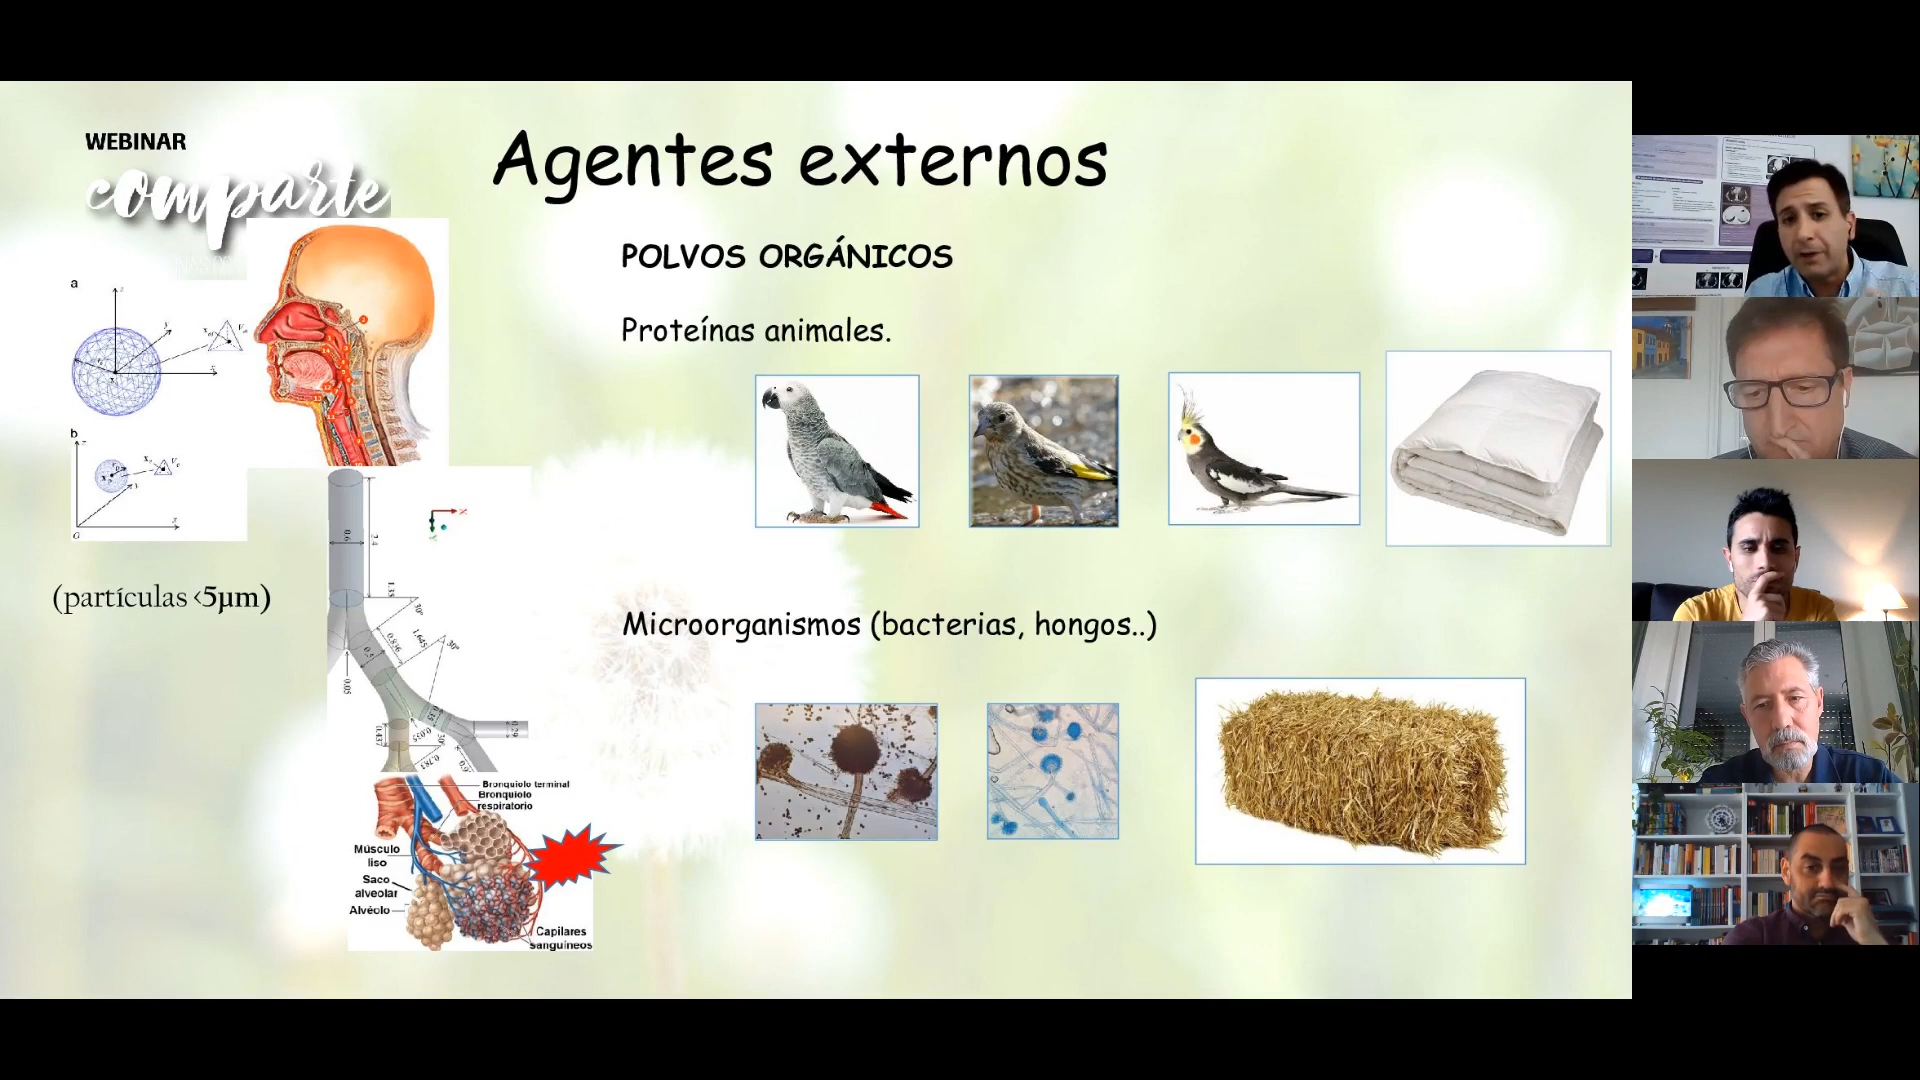 WEBINAR
comparte
Agentes externos
POLVOS ORGÁNICOS
Proteínas animales.
a
b
(partículas <5µm)
Microorganismos (bacterias, hongos..)
Bronquiolo terminal
Bronquiolo
respiratorio
Músculo
liso
Saco
alveolar
Alvéolo
Capilares
sanguíneos